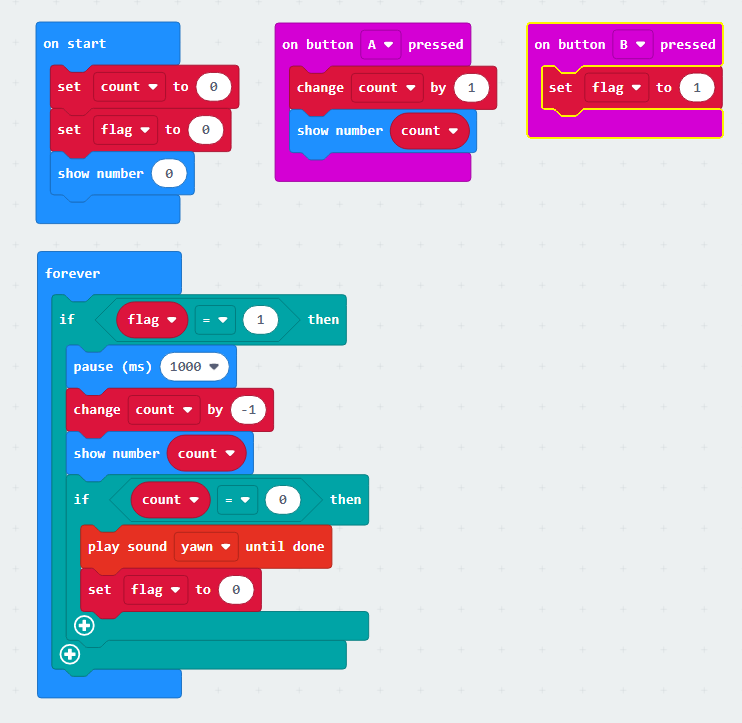 on start
set count to 0
set flag to 0
show number 0
on button A pressed
change count by 1
show number count
on button B pressed
set flag to 1
forever
if flag = 1 then
pause (ms) 1000
change count by -1
show number count
if count = 0 then
play sound yawn until done
set flag to 0